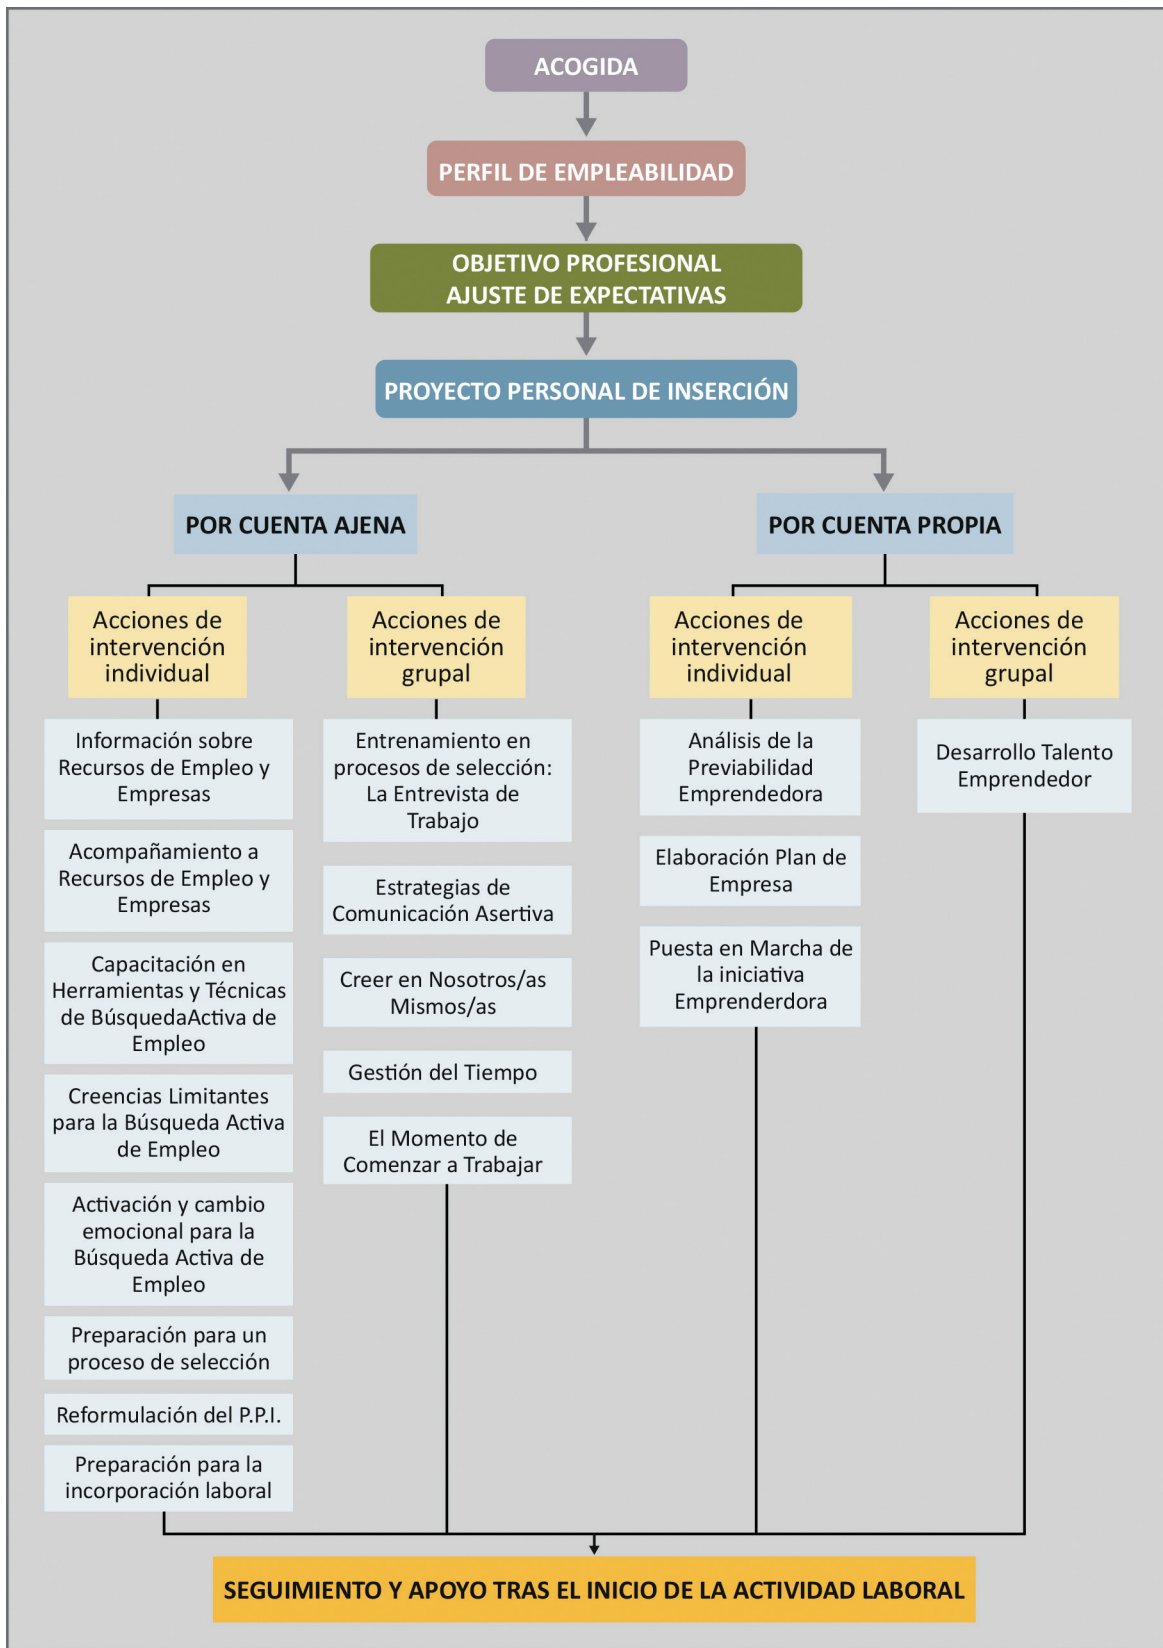 ACOGIDA
PERFIL DE EMPLEABILIDAD
OBJETIVO PROFESIONAL
AJUSTE DE EXPECTATIVAS
PROYECTO PERSONAL DE INSERCIÓN
POR CUENTA AJENA
Acciones de
intervención
individual
Información sobre
Recursos de Empleo y
Empresas
Acompañamiento a
Recursos de Empleo y
Empresas
Capacitación en
Herramientas y Técnicas
de BúsquedaActiva de
Empleo
Creencias Limitantes
para la Búsqueda Activa
de Empleo
Activación y cambio
emocional para la
Búsqueda Activa de
Empleo
Preparación para un
proceso de selección
Reformulación del P.P.I.
Preparación para la
incorporación laboral
Acciones de
intervención
grupal
Entrenamiento en
procesos de selección:
La Entrevista de
Trabajo
Estrategias de
Comunicación Asertiva
Creer en Nosotros/as
Mismos/as
Gestión del Tiempo
El Momento de
Comenzar a Trabajar
POR CUENTA PROPIA
Acciones de
intervención
individual
Análisis de la
Previabilidad
Emprendedora
Elaboración Plan de
Empresa
Puesta en Marcha de
la iniciativa
Emprenderdora
Acciones de
intervención
grupal
Desarrollo Talento
Emprendedor
SEGUIMIENTO Y APOYO TRAS EL INICIO DE LA ACTIVIDAD LABORAL